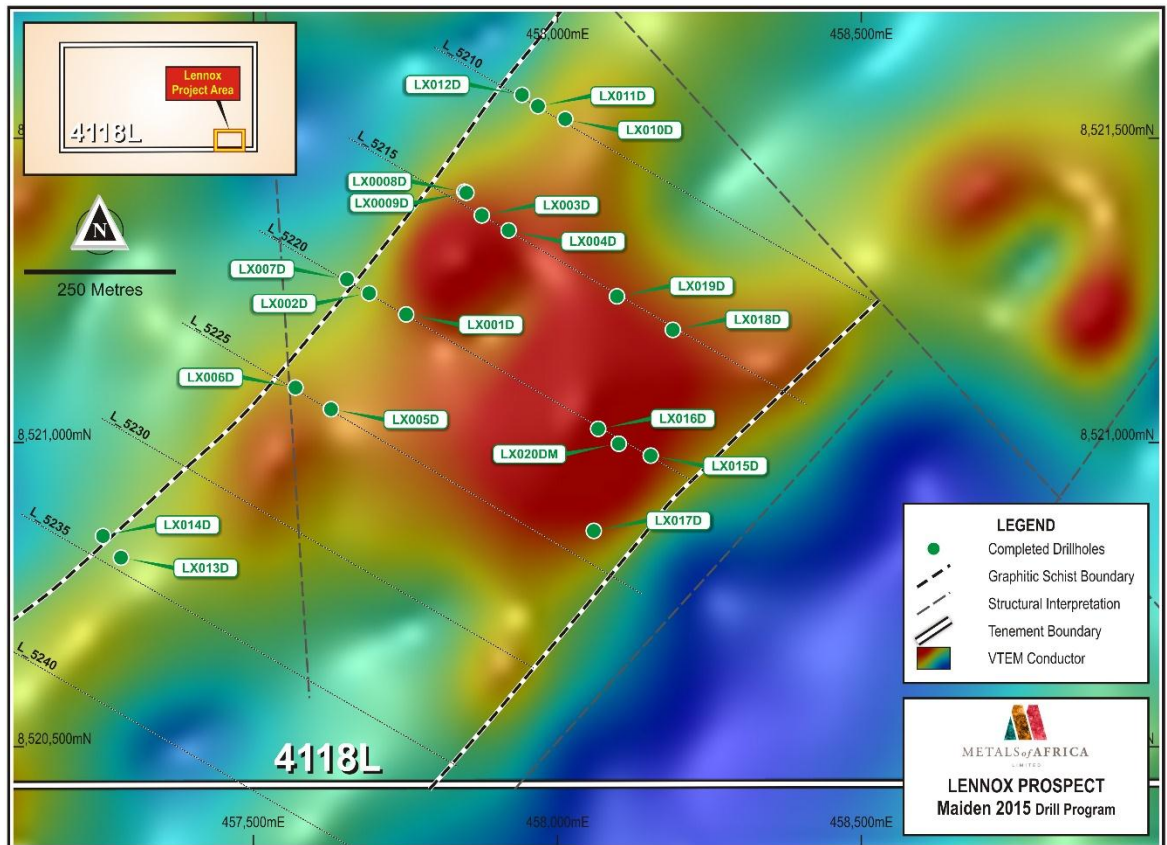 458,000mE
458,500mE
Lennox
Project Area
4118L
L_5210
LX012D
LX011D
LX010D
8,521,500mN
L_5215
LX0008D
LX0009D
LX003D
LX004D
N
250 Metres
L_5220
LX007D
LX002D
LX001D
LX019D
LX018D
L_5225
LX006D
LX005D
LX016D
LX020DM
LX015D
8,521,000mN
8,521,000mN
L_5230
LX017D
L_5235
LX014D
LX013D
LEGEND
Completed Drillholes
Graphitic Schist Boundary
Structural Interpretation
Tenement Boundary
VTEM Conductor
L_5240
8,520,500mN
4118L
METALS of AFRICA
LIMITED
LENNOX PROSPECT
Maiden 2015 Drill Program
457,500mE
458,000mE
458,500mE